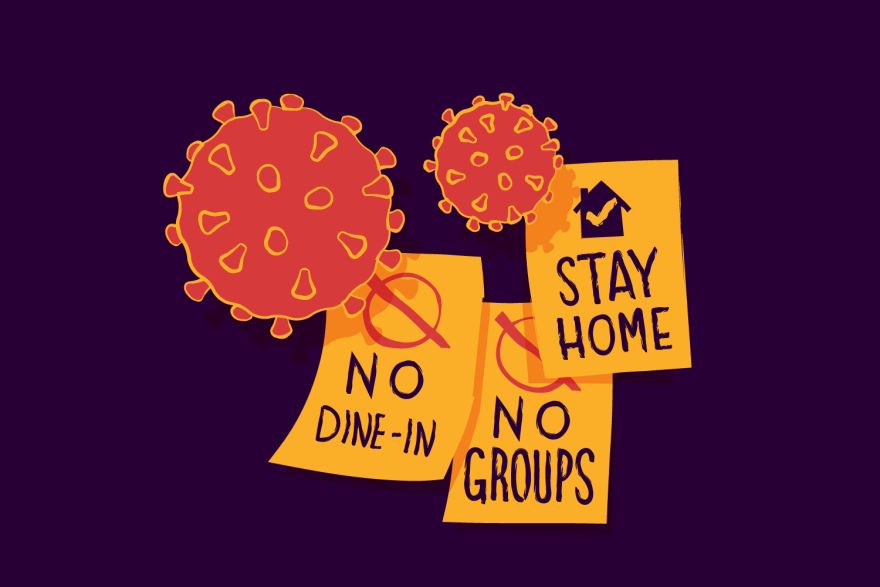 NO
DINE-IN
NO
GROUPS
STAY
HOME